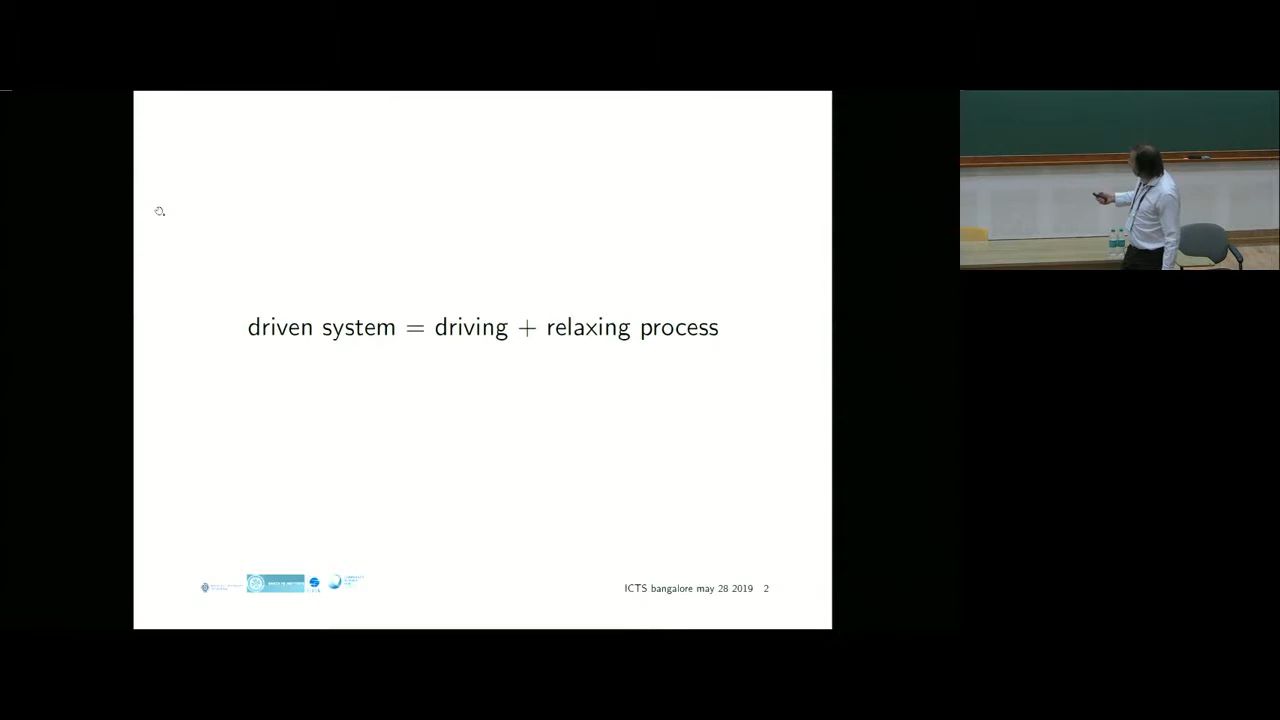 driven system = driving + relaxing process
ICTS bangalore may 28 2019 2